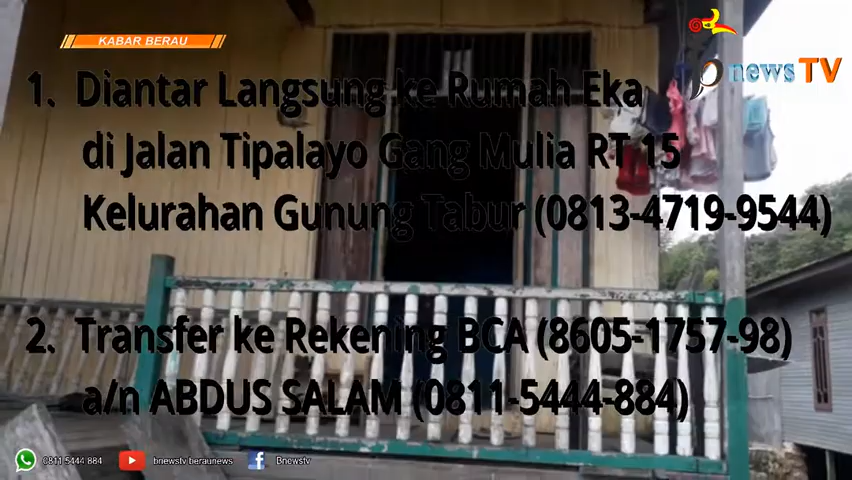 KABAR BERAU
Bnews TV
1. Diantar Langsung ke Rumah Eka
di Jalan Tipalayo Gang Mulia RT 15
Kelurahan Gunung Tabur (0813-4719-9544)
2. Transfer ke Rekening BCA (8605-1757-98)
a/n ABDUS SALAM (0811-5444-884)
0811 5444 884 bnewstv beraunews Bnewstv